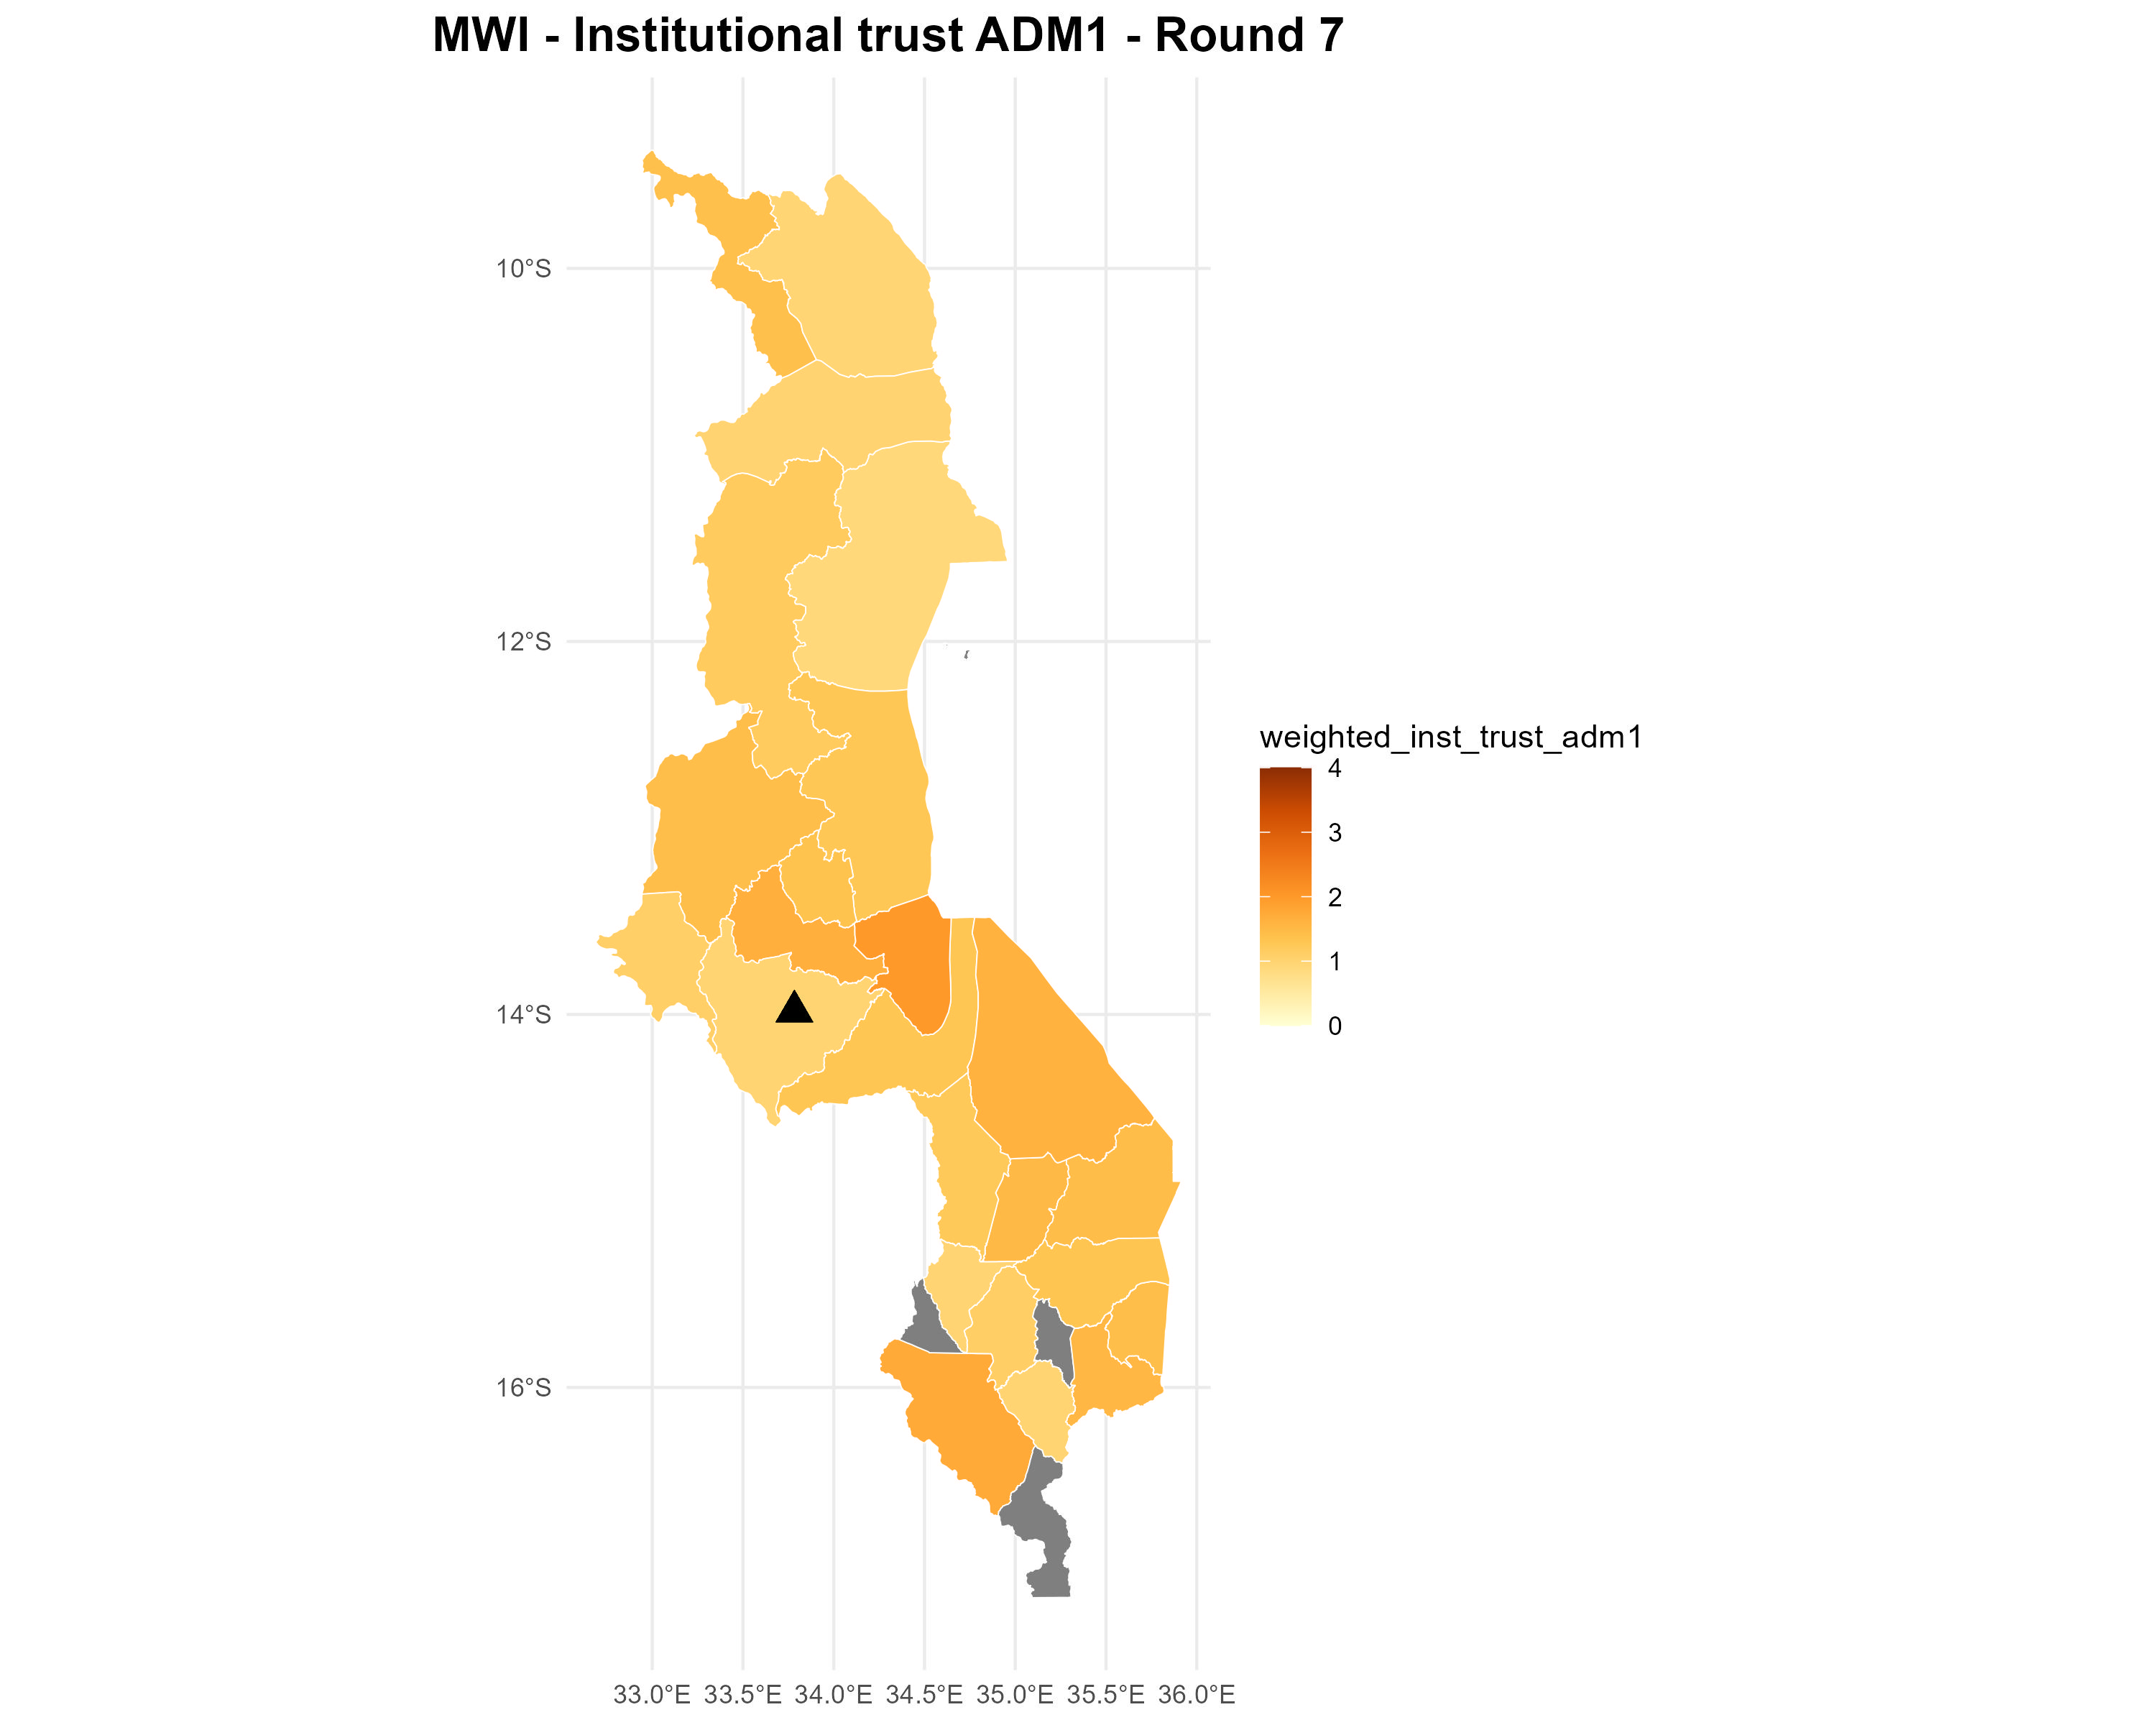 MWI - Institutional trust ADM1 - Round 7
10°S
12°S
14°S
16°S
33.0°E 33.5°E 34.0°E 34.5°E 35.0°E 35.5°E 36.0°E
weighted_inst_trust_adm1
4
3
2
1
0